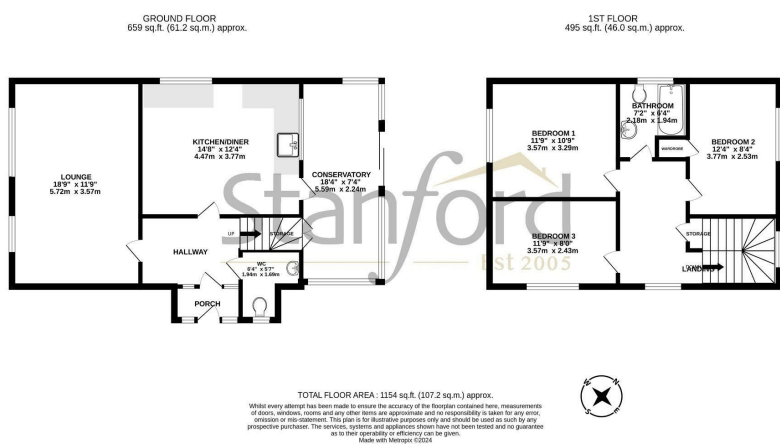 GROUND FLOOR
659 sq.ft. (61.2 sq.m.) approx.
1ST FLOOR
495 sq.ft. (46.0 sq.m.) approx.
LOUNGE
18'9" x 11'9"
5.72m x 3.57m
KITCHEN/DINER
14'8" x 12'4"
4.47m x 3.77m
CONSERVATORY
18'4" x 7'4"
5.59m x 2.24m
HALLWAY
UP
STORAGE
WC
6'4" x 5'7"
1.94m x 1.69m
PORCH
BEDROOM 1
11'9" x 10'9"
3.57m x 3.29m
BATHROOM
7'2" x 6'4"
2.18m x 1.94m
WARDROBE
BEDROOM 2
12'4" x 8'4"
3.77m x 2.53m
BEDROOM 3
11'9" x 8'0"
3.57m x 2.43m
STORAGE
LANDING
Stanford
Est 2005
TOTAL FLOOR AREA : 1154 sq.ft. (107.2 sq.m.) approx.
Whilst every attempt has been made to ensure the accuracy of the floorplan contained here, measurements
of doors, windows, rooms and any other items are approximate and no responsibility is taken for any error,
omission or mis-statement. This plan is for illustrative purposes only and should be used as such by any
prospective purchaser. The services, systems and appliances shown have not been tested and no guarantee
as to their operability or efficiency can be given.
Made with Metropix ©2024
N
E
S
W